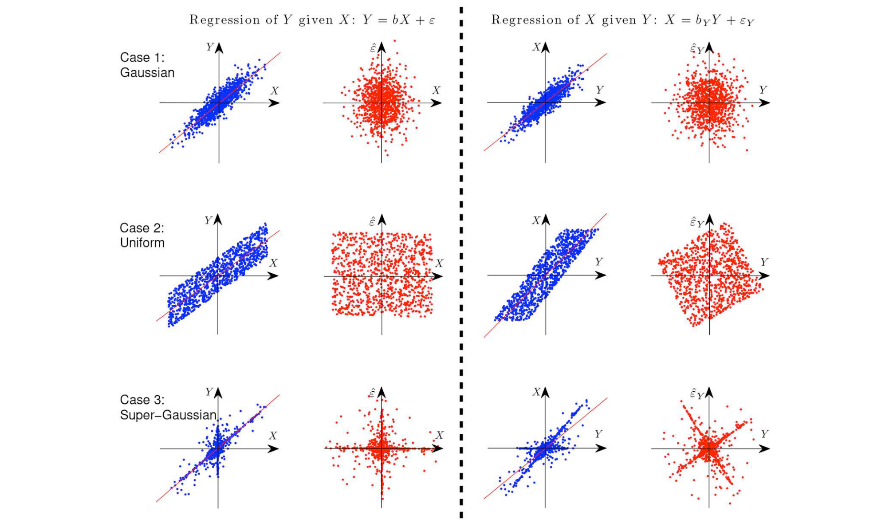 Regression of Y given X: Y = bX + ε
Regression of X given Y: X = b_Y Y + ε_Y
Case 1:
Gaussian
Y
X
ε̂
X
X
Y
ε̂_Y
Y
Case 2:
Uniform
Y
X
ε̂
X
X
Y
ε̂_Y
Y
Case 3:
Super−Gaussian
Y
X
ε̂
X
X
Y
ε̂_Y
Y